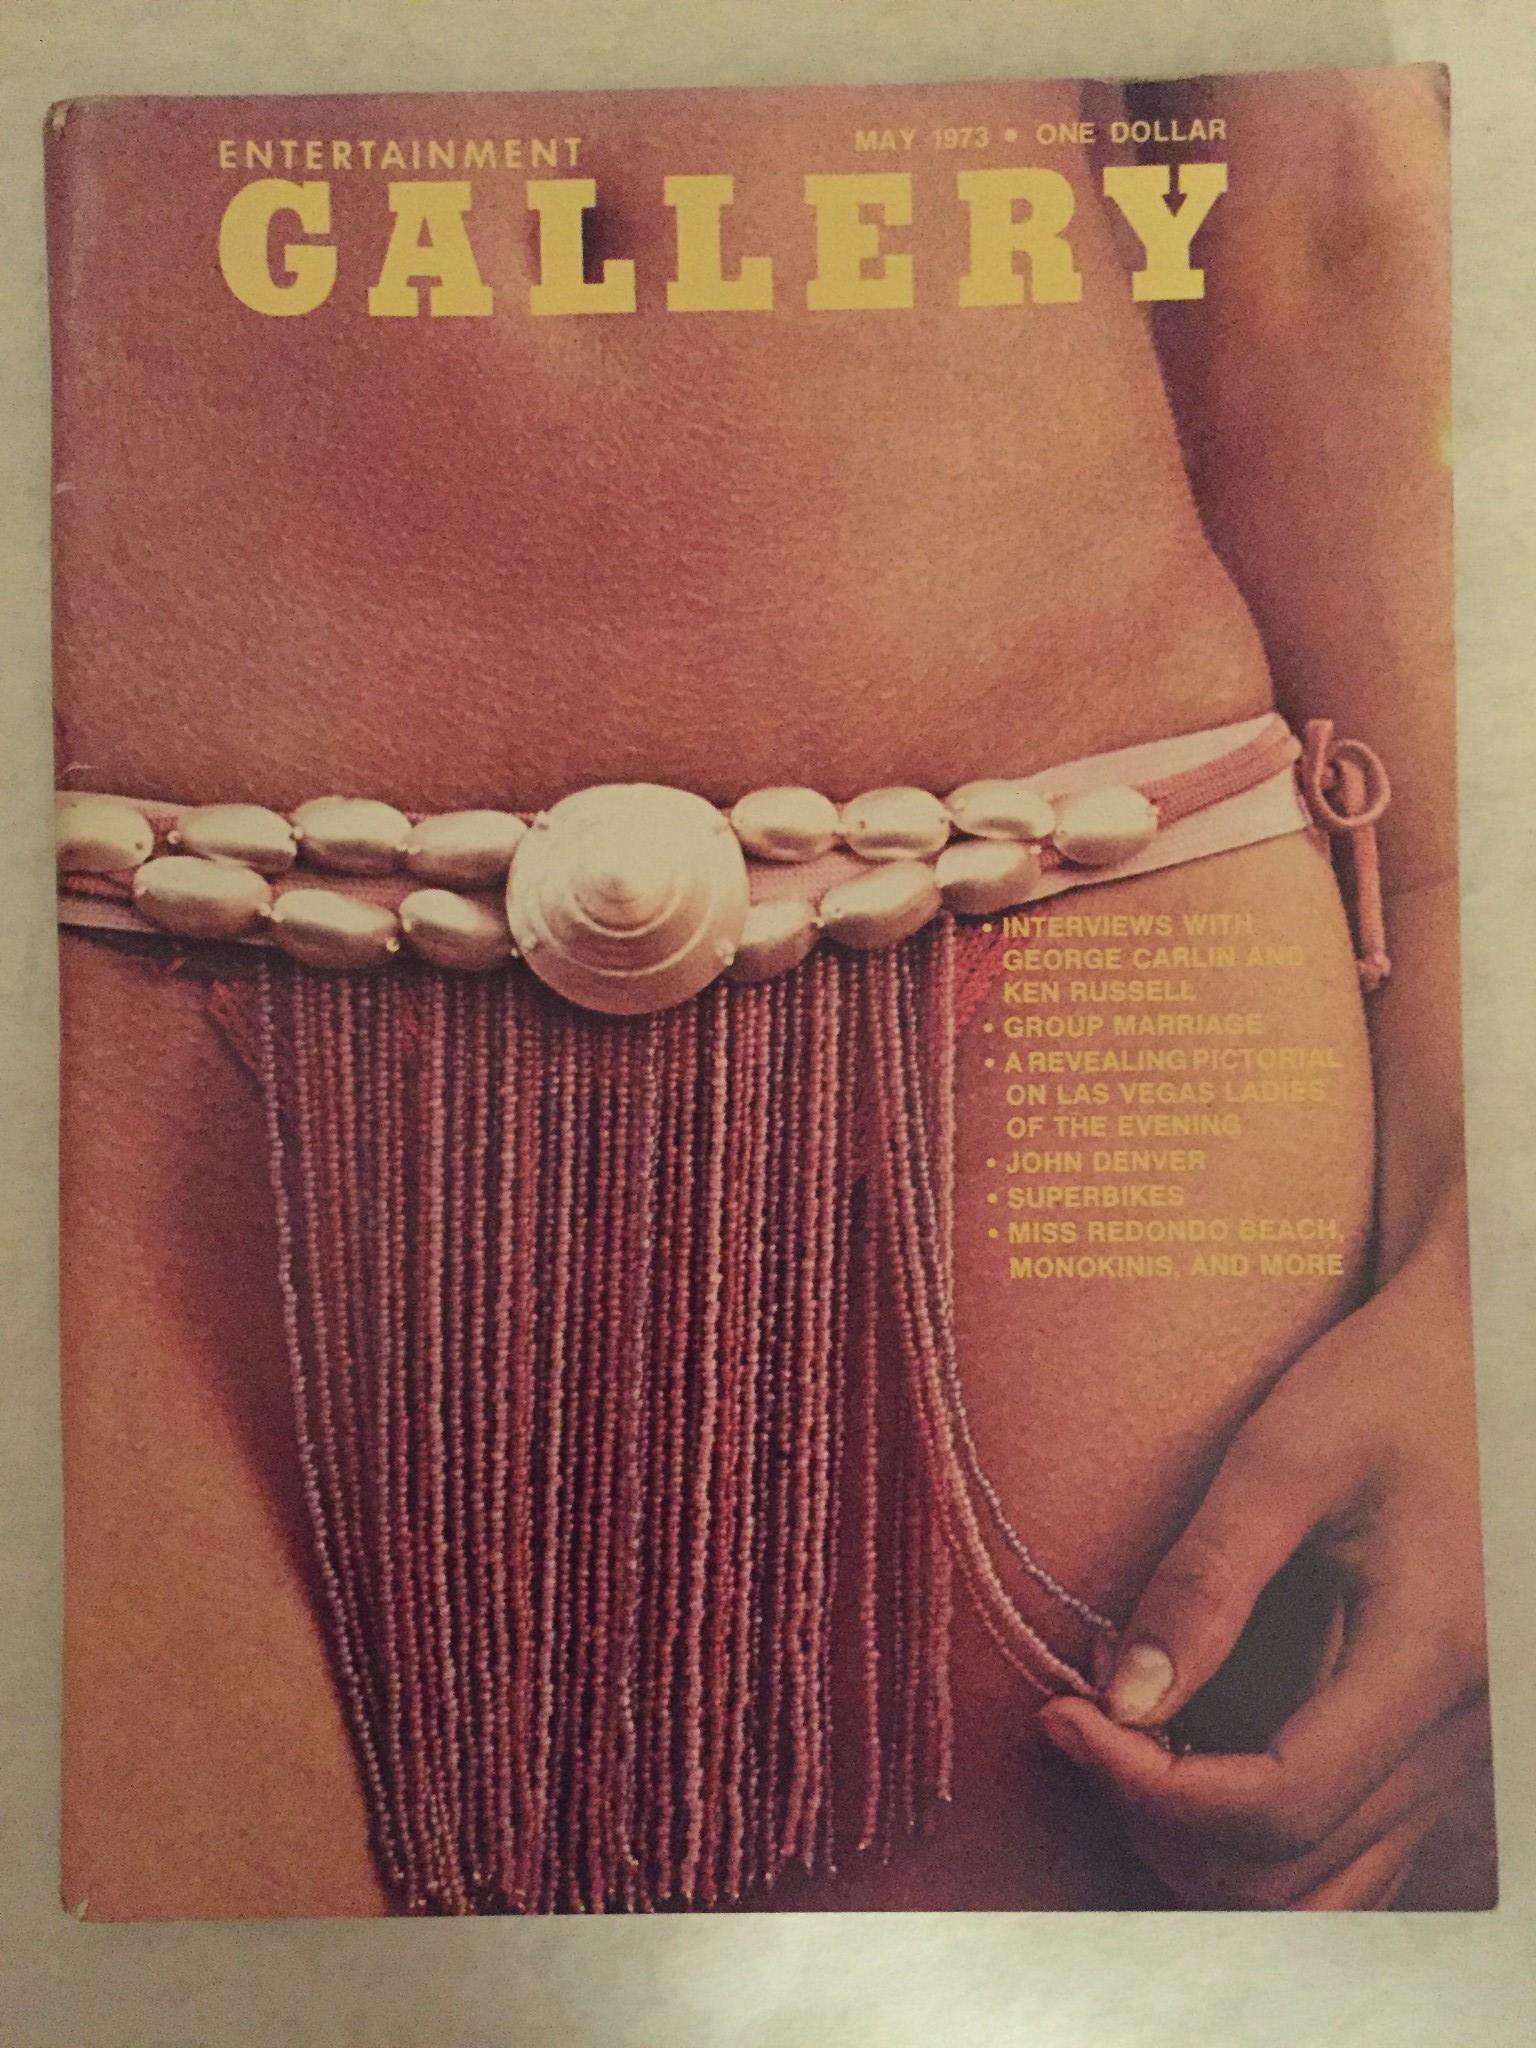 ENTERTAINMENT
MAY 1973 • ONE DOLLAR
GALLERY
• INTERVIEWS WITH
GEORGE CARLIN AND
KEN RUSSELL
• GROUP MARRIAGE
• A REVEALING PICTORIAL
ON LAS VEGAS LADIES
OF THE EVENING
• JOHN DENVER
• SUPERBIKES
• MISS REDONDO BEACH,
MONOKINIS, AND MORE